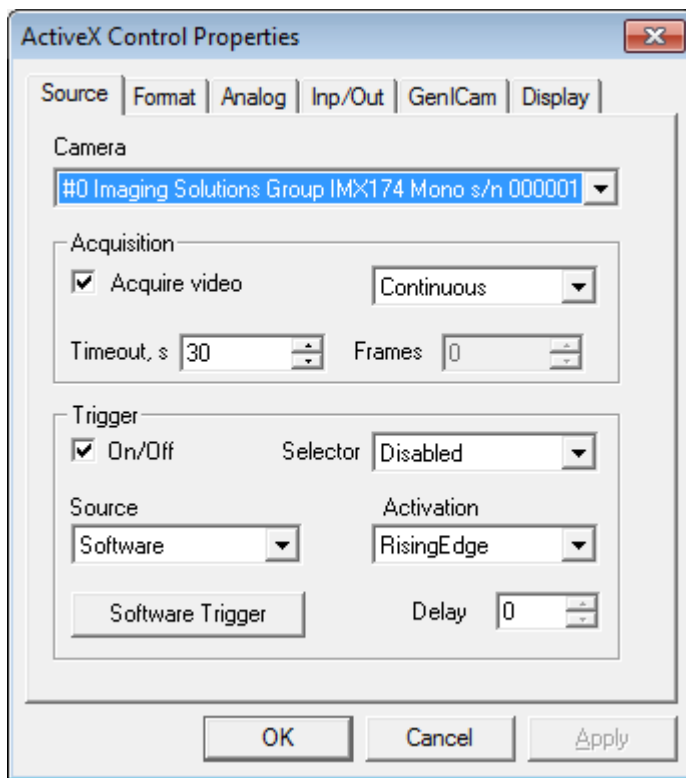 ActiveX Control Properties
Source Format Analog Inp/Out GenICam Display
Camera
#0 Imaging Solutions Group IMX174 Mono s/n 000001
Acquisition
Acquire video Continuous
Timeout, s 30 Frames 0
Trigger
On/Off Selector Disabled
Source Activation
Software RisingEdge
Software Trigger Delay 0
OK Cancel Apply